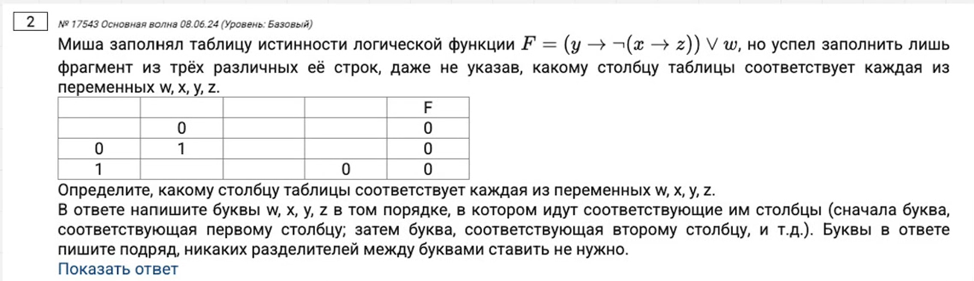 2 № 17543 Основная волна 08.06.24 (Уровень: Базовый)
Миша заполнял таблицу истинности логической функции F = (y → ¬(x → z)) ∨ w, но успел заполнить лишь
фрагмент из трёх различных её строк, даже не указав, какому столбцу таблицы соответствует каждая из
переменных w, x, y, z.
F
0 0
0 1 0
1 0 0
Определите, какому столбцу таблицы соответствует каждая из переменных w, x, y, z.
В ответе напишите буквы w, x, y, z в том порядке, в котором идут соответствующие им столбцы (сначала буква,
соответствующая первому столбцу; затем буква, соответствующая второму столбцу, и т.д.). Буквы в ответе
пишите подряд, никаких разделителей между буквами ставить не нужно.
Показать ответ